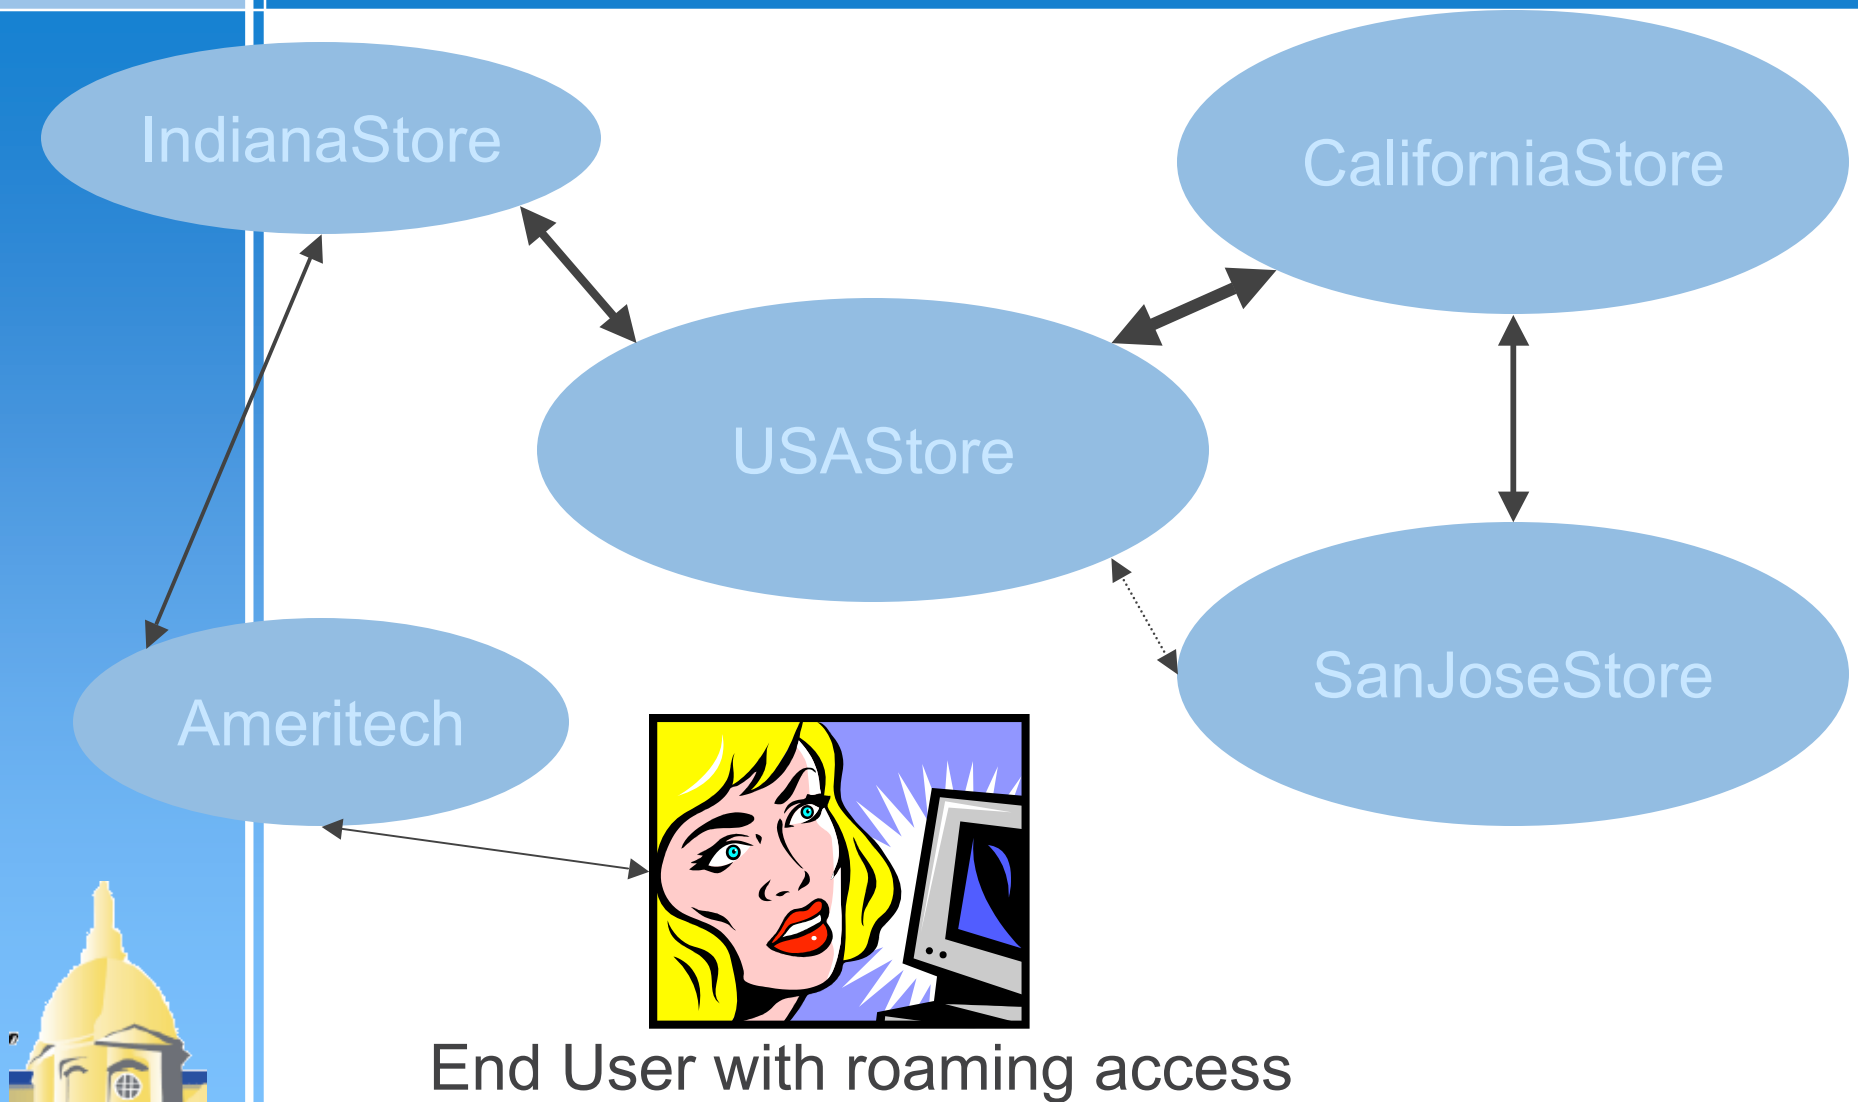 IndianaStore
CaliforniaStore
USAStore
SanJoseStore
Ameritech
End User with roaming access